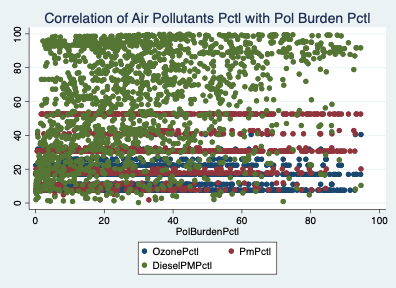 Correlation of Air Pollutants Pctl with Pol Burden Pctl
100
80
60
40
20
0
0 20 40 60 80 100
PolBurdenPctl
OzonePctl PmPctl
DieselPMPctl